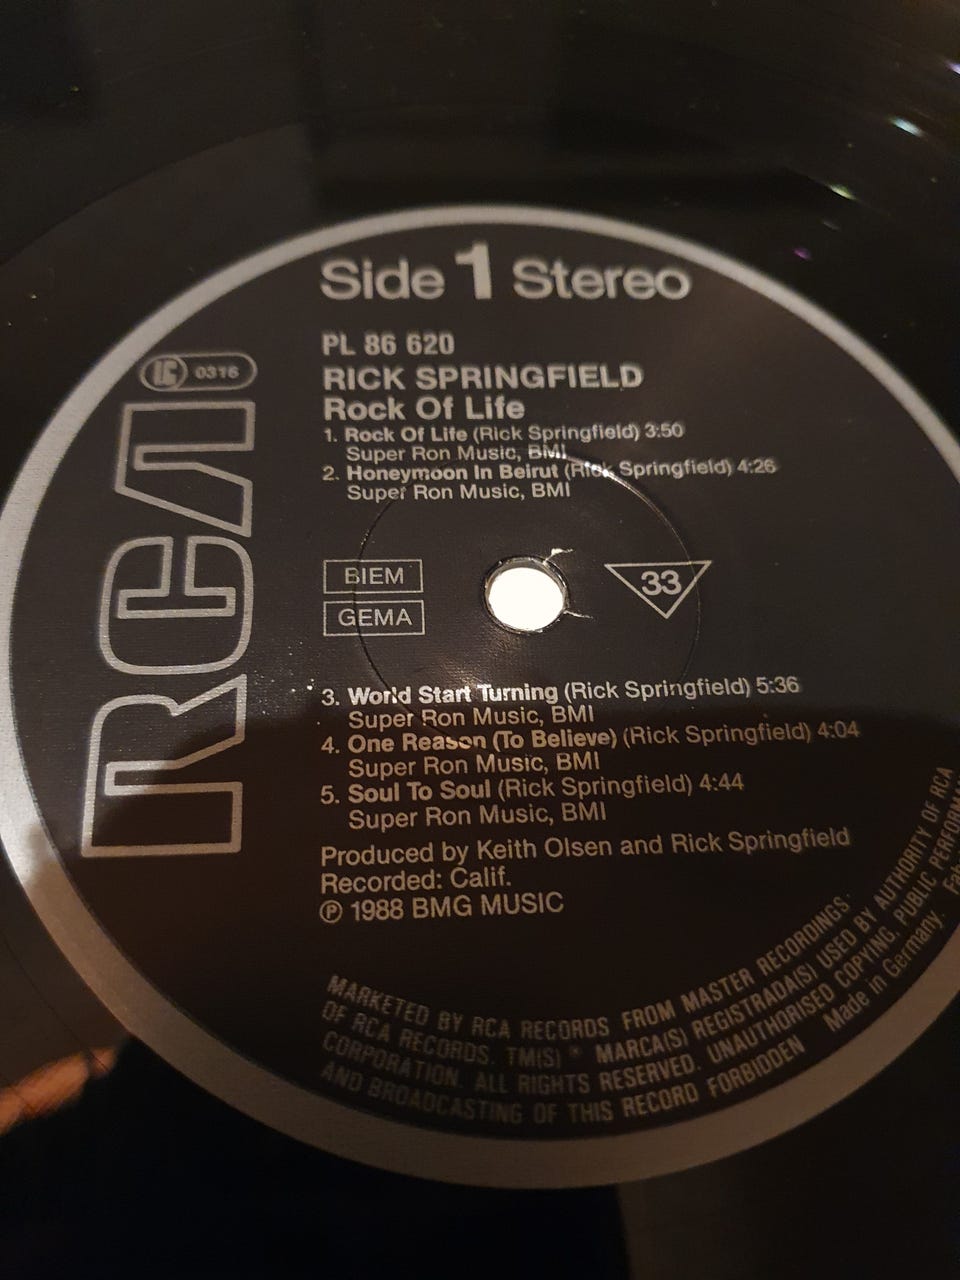 Side 1 Stereo
PL 86 620
LC 0316
RICK SPRINGFIELD
Rock Of Life
1. Rock Of Life (Rick Springfield) 3:50
Super Ron Music, BMI
2. Honeymoon In Beirut (Rick Springfield) 4:26
Super Ron Music, BMI
RCA
BIEM
GEMA
33
3. World Start Turning (Rick Springfield) 5:36
Super Ron Music, BMI
4. One Reason (To Believe) (Rick Springfield) 4:04
Super Ron Music, BMI
5. Soul To Soul (Rick Springfield) 4:44
Super Ron Music, BMI
Produced by Keith Olsen and Rick Springfield
Recorded: Calif.
℗ 1988 BMG MUSIC
MARKETED BY RCA RECORDS FROM MASTER RECORDINGS
OF RCA RECORDS. TM(S) ® MARCA(S) REGISTRADA(S) USED BY AUTHORITY OF RCA
CORPORATION. ALL RIGHTS RESERVED. UNAUTHORISED COPYING, PUBLIC
AND BROADCASTING OF THIS RECORD FORBIDDEN Made in Germany.